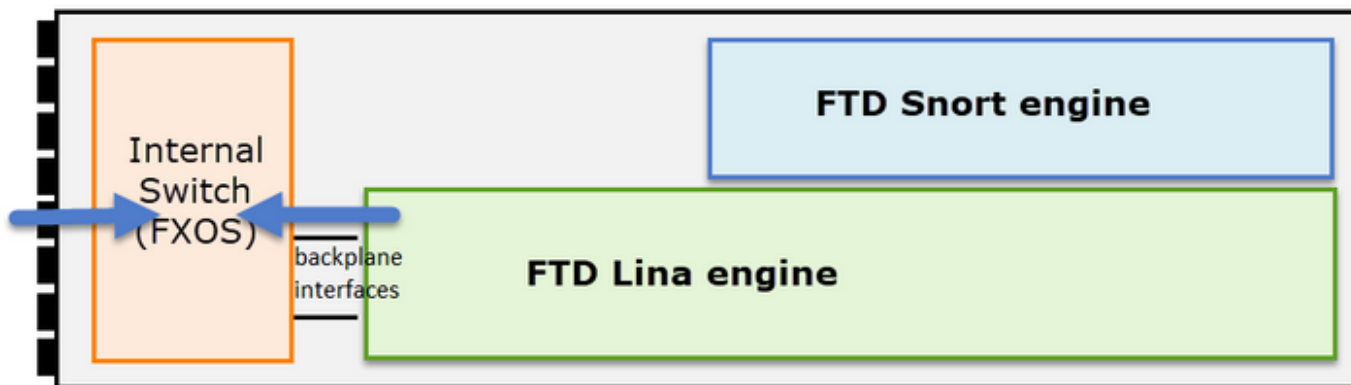 FTD Snort engine
Internal
Switch
(FXOS)
backplane
interfaces
FTD Lina engine